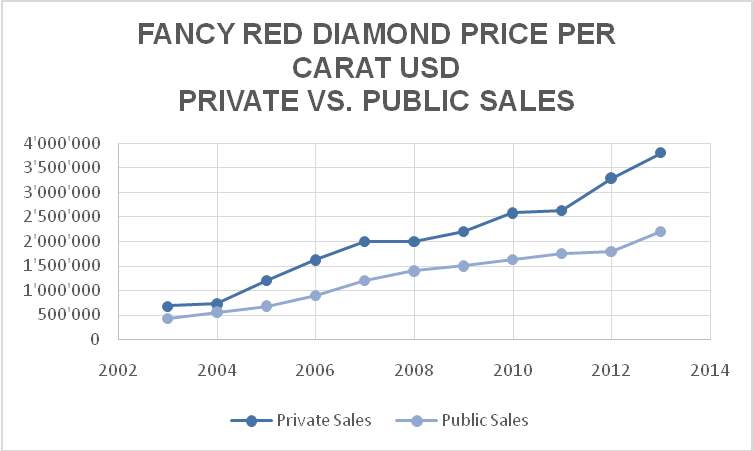 FANCY RED DIAMOND PRICE PER
CARAT USD
PRIVATE VS. PUBLIC SALES
4'000'000
3'500'000
3'000'000
2'500'000
2'000'000
1'500'000
1'000'000
500'000
0
2002 2004 2006 2008 2010 2012 2014
Private Sales Public Sales